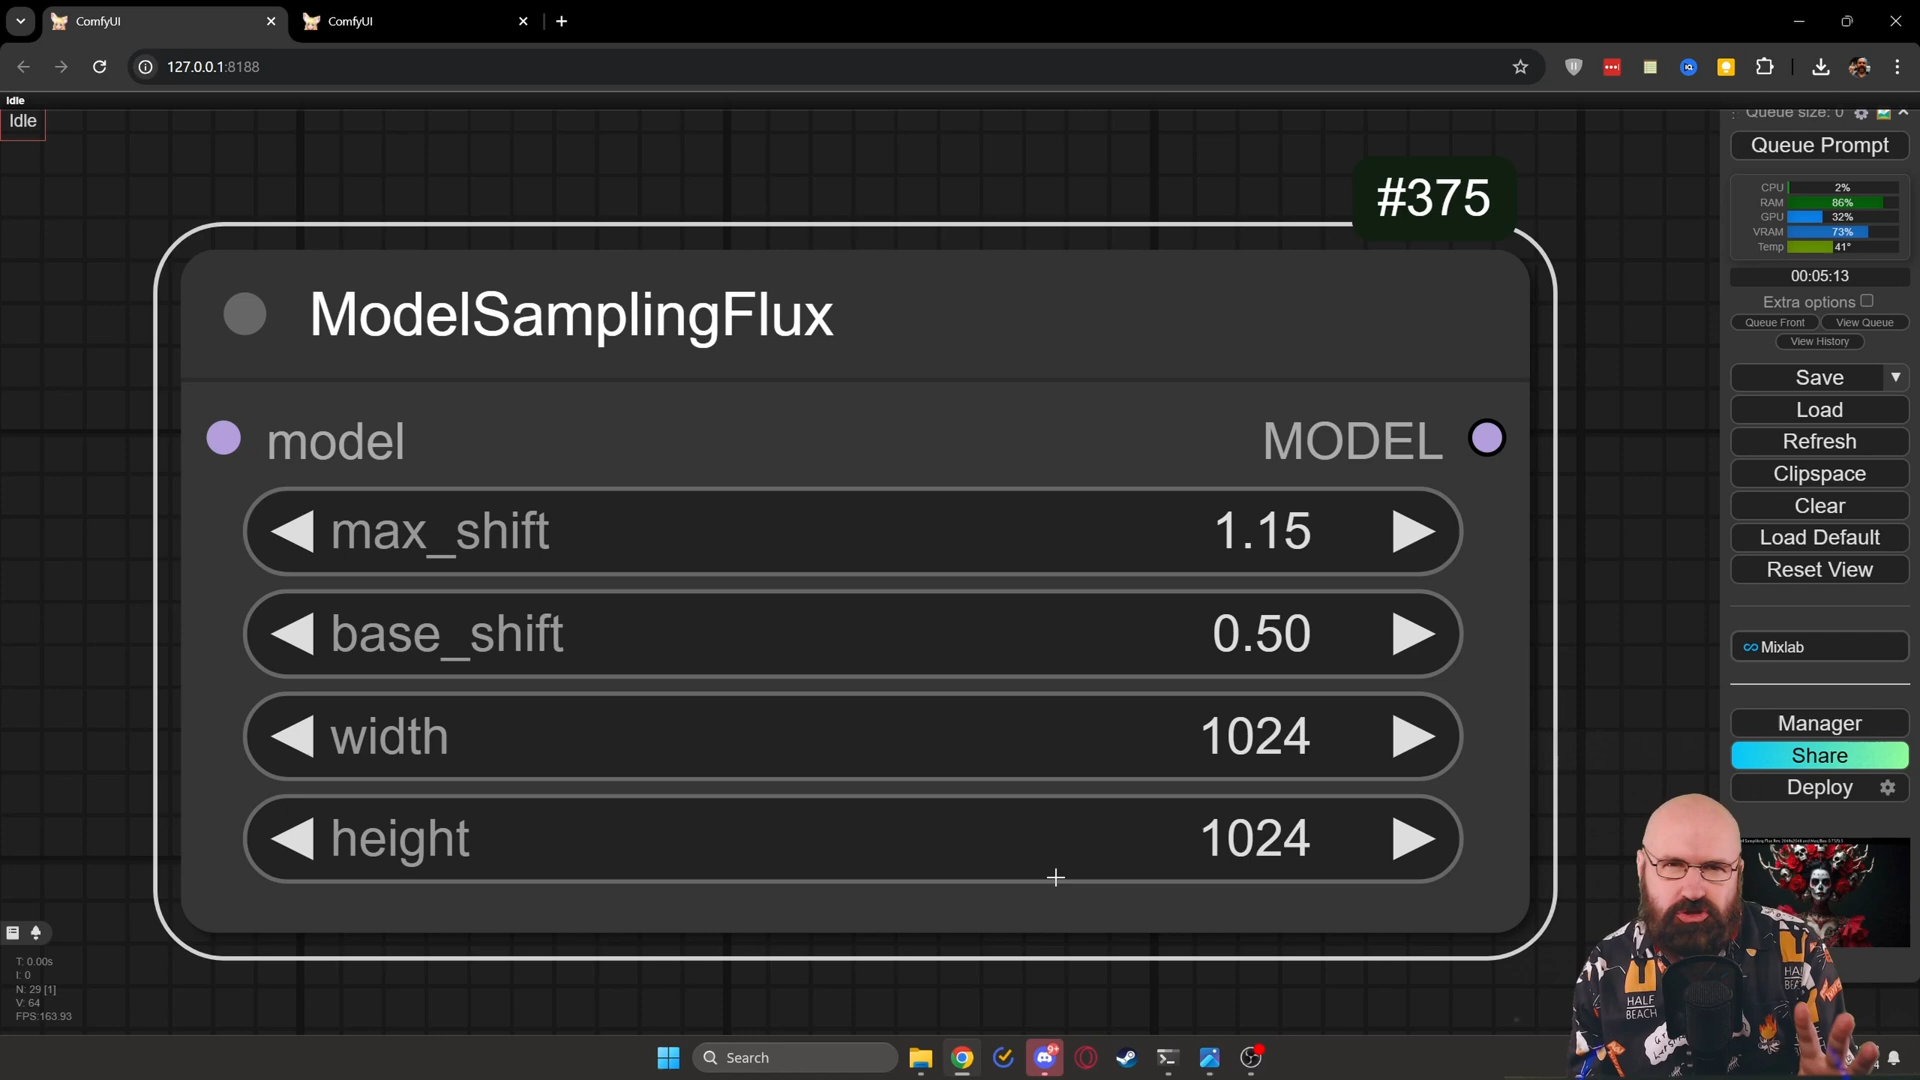 ComfyUI
ComfyUI
127.0.0.1:8188
Idle
Idle
Queue size: 0
Queue Prompt
#375
CPU 2%
RAM 86%
GPU 32%
VRAM 73%
Temp 41°
00:05:13
Extra options
Queue Front
View Queue
View History
ModelSamplingFlux
Save
Load
model
MODEL
Refresh
Clipspace
max_shift 1.15
Clear
Load Default
Reset View
base_shift 0.50
Mixlab
width 1024
Manager
Share
Deploy
height 1024
T: 0.00s
I: 0
N: 29 [1]
V: 64
FPS:163.93
HALF
BEACH
Search
9+